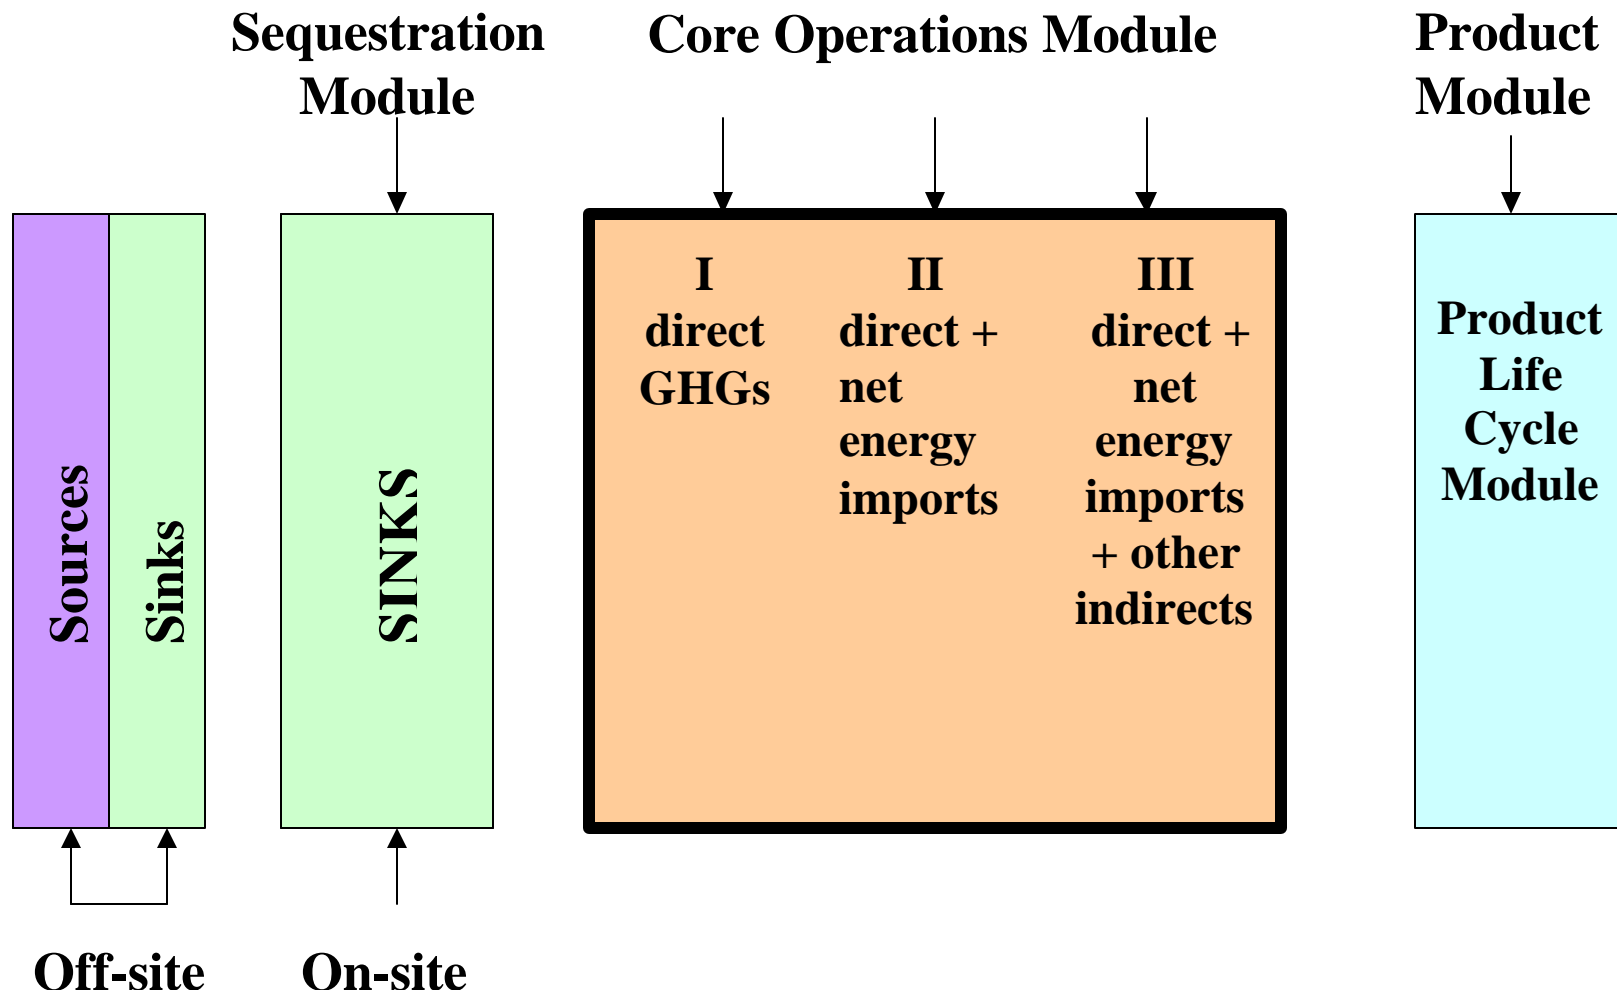 Sequestration
Module
Core Operations Module
Product
Module
Sources
Sinks
SINKS
I
direct
GHGs
II
direct +
net
energy
imports
III
direct +
net
energy
imports
+ other
indirects
Product
Life
Cycle
Module
Off-site
On-site